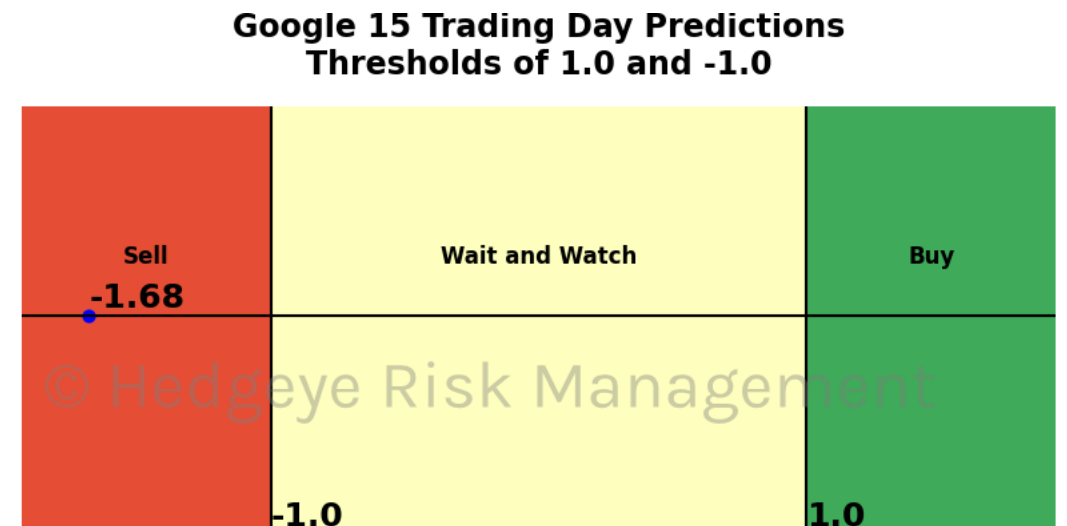 Google 15 Trading Day Predictions
Thresholds of 1.0 and -1.0
Sell
Wait and Watch
Buy
-1.68
© Hedgeye Risk Management
-1.0
1.0